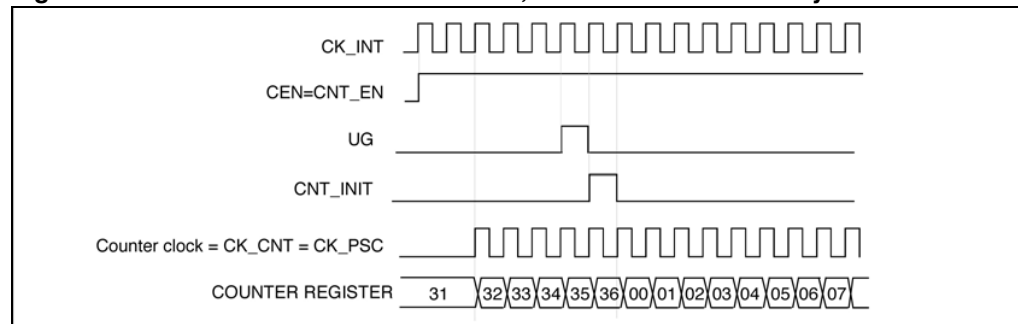 CK_INT
CEN=CNT_EN
UG
CNT_INIT
Counter clock = CK_CNT = CK_PSC
COUNTER REGISTER 31 32 33 34 35 36 00 01 02 03 04 05 06 07